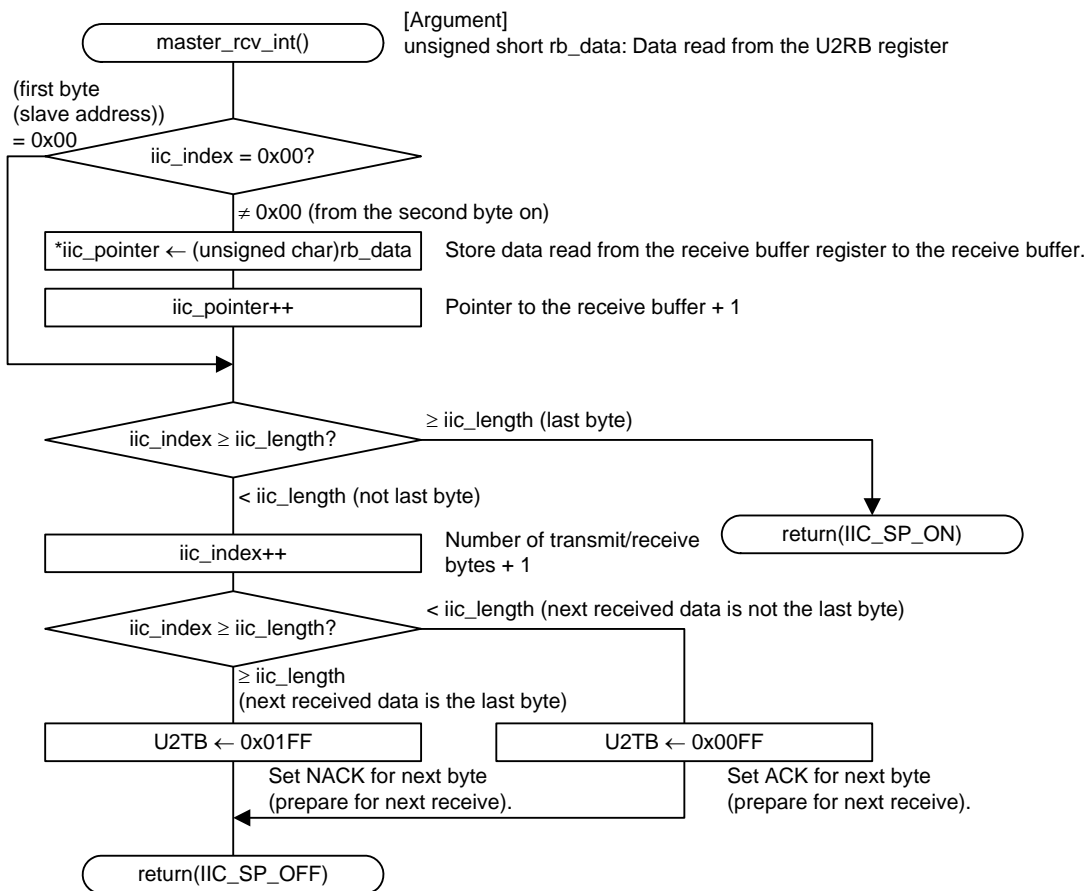 [Argument]
master_rcv_int()
unsigned short rb_data: Data read from the U2RB register
(first byte
(slave address))
= 0x00
iic_index = 0x00?
≠ 0x00 (from the second byte on)
*iic_pointer ← (unsigned char)rb_data
Store data read from the receive buffer register to the receive buffer.
iic_pointer++
Pointer to the receive buffer + 1
iic_index ≥ iic_length?
≥ iic_length (last byte)
< iic_length (not last byte)
return(IIC_SP_ON)
iic_index++
Number of transmit/receive
bytes + 1
iic_index ≥ iic_length?
< iic_length (next received data is not the last byte)
≥ iic_length
(next received data is the last byte)
U2TB ← 0x01FF
U2TB ← 0x00FF
Set NACK for next byte
(prepare for next receive).
Set ACK for next byte
(prepare for next receive).
return(IIC_SP_OFF)